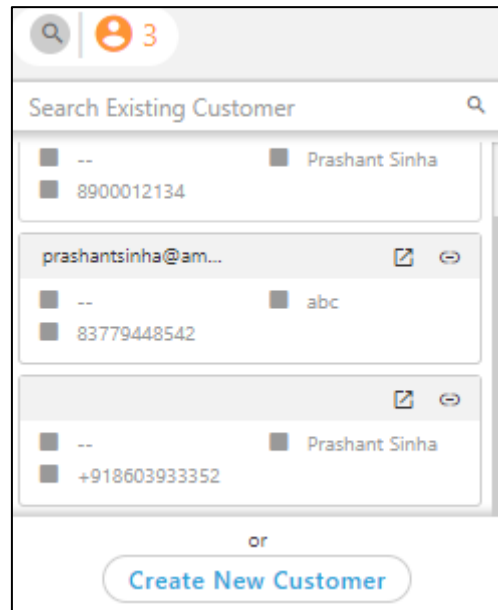 3
Search Existing Customer
-- Prashant Sinha
8900012134
prashantsinha@am...
-- abc
83779448542
-- Prashant Sinha
+918603933352
or
Create New Customer